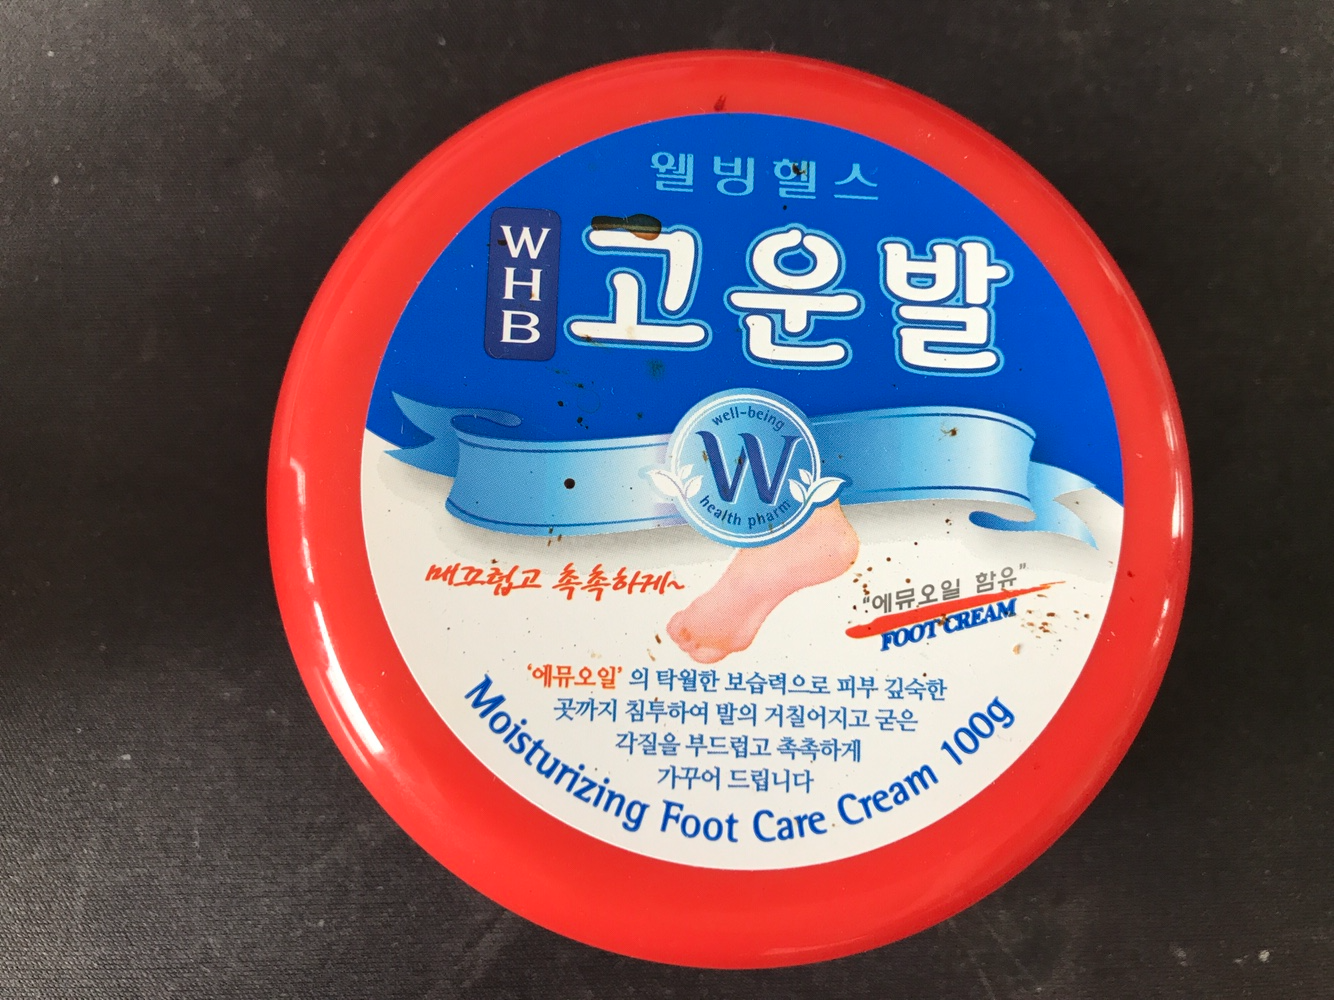 웰빙헬스
WHB
고운발
well-being
W
health pharm
매끄럽고 촉촉하게~
"에뮤오일 함유"
FOOT CREAM
'에뮤오일' 의 탁월한 보습력으로 피부 깊숙한
곳까지 침투하여 발의 거칠어지고 굳은
각질을 부드럽고 촉촉하게
가꾸어 드립니다
Moisturizing Foot Care Cream 100g